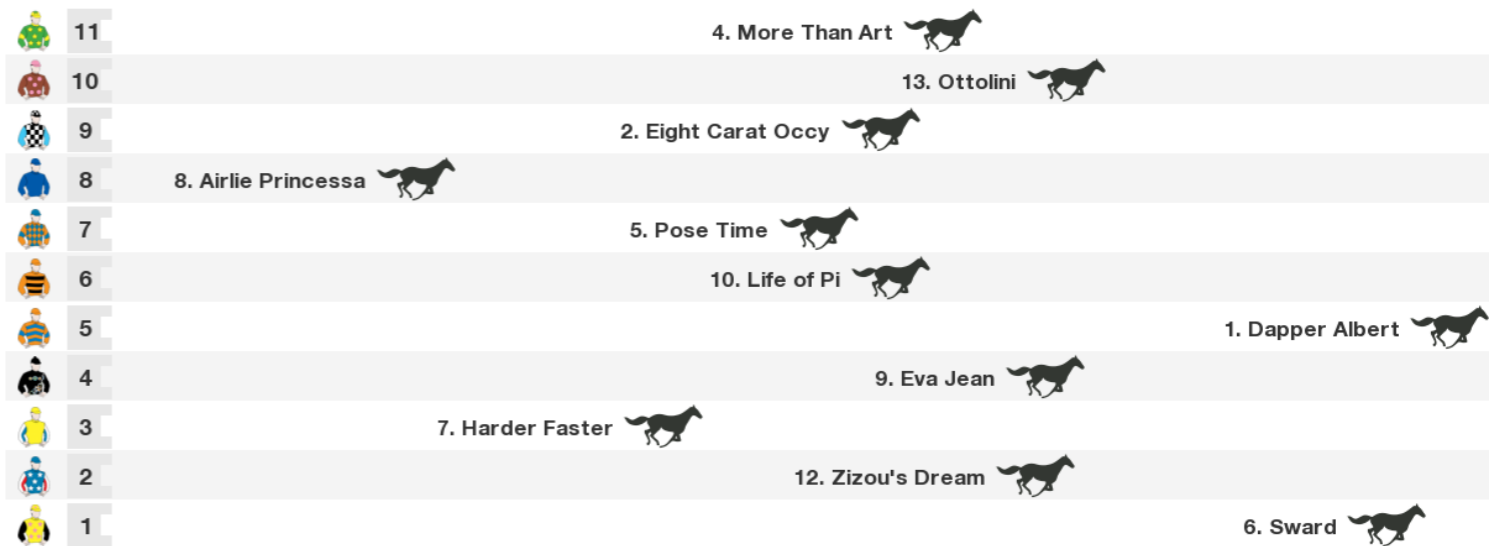 11 4. More Than Art
10 13. Ottolini
9 2. Eight Carat Occy
8 8. Airlie Princessa
7 5. Pose Time
6 10. Life of Pi
5 1. Dapper Albert
4 9. Eva Jean
3 7. Harder Faster
2 12. Zizou's Dream
1 6. Sward